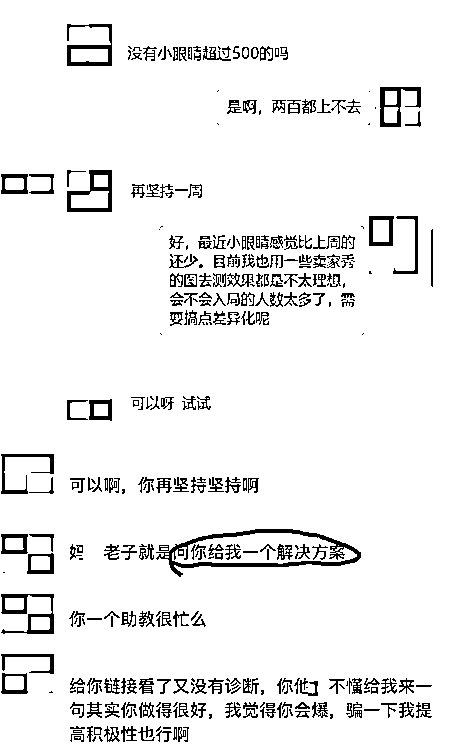 没有小眼睛超过500的吗
是啊，两百都上不去
再坚持一周
好，最近小眼睛感觉比上周的
还少。目前我也用一些卖家秀
的图去测效果都是不太理想，
会不会入局的人数太多了，需
要搞点差异化呢
可以呀 试试
可以啊，你再坚持坚持啊
妈 老子就是问你给我一个解决方案
你一个助教很忙么
给你链接看了又没有诊断，你他 不懂给我来一
句其实你做得很好，我觉得你会爆，骗一下我提
高积极性也行啊